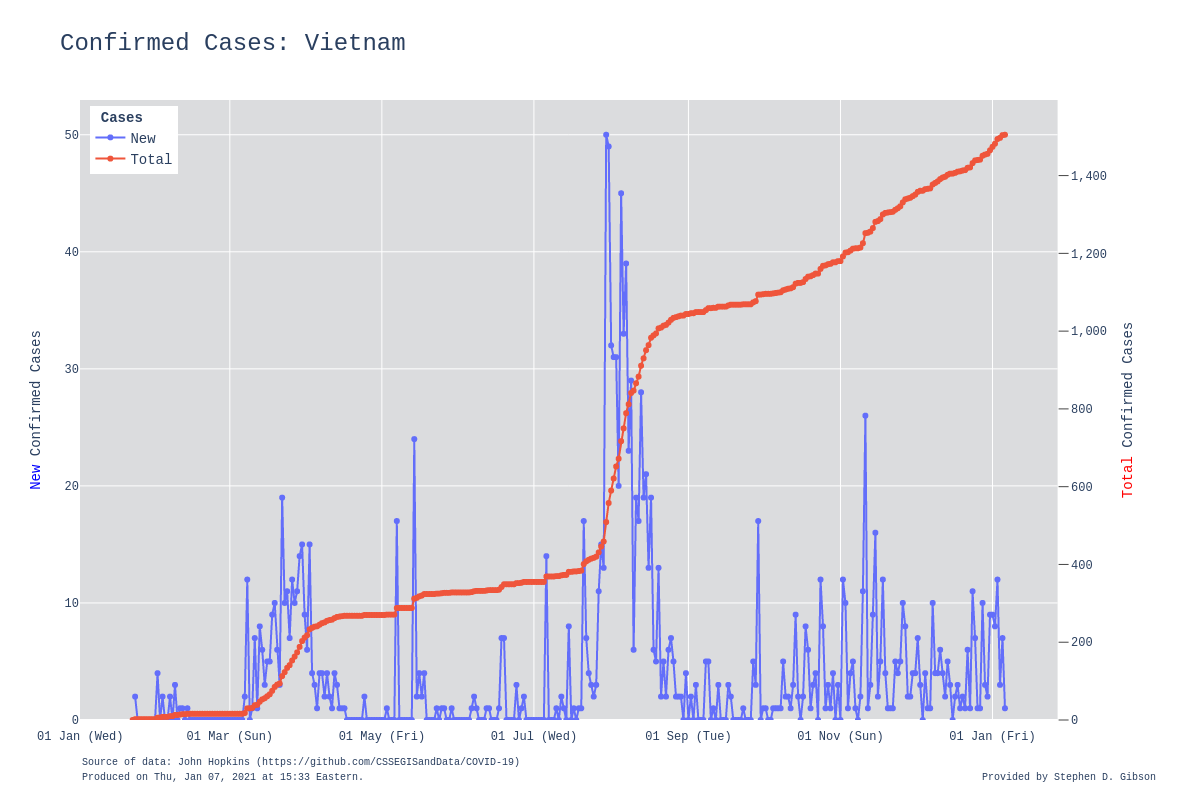 Confirmed Cases: Vietnam
Cases
New
Total
50
40
30
20
10
0
1,400
1,200
1,000
800
600
400
200
0
New Confirmed Cases
Total Confirmed Cases
01 Jan (Wed)
01 Mar (Sun)
01 May (Fri)
01 Jul (Wed)
01 Sep (Tue)
01 Nov (Sun)
01 Jan (Fri)
Source of data: John Hopkins (https://github.com/CSSEGISandData/COVID-19)
Produced on Thu, Jan 07, 2021 at 15:33 Eastern.
Provided by Stephen D. Gibson